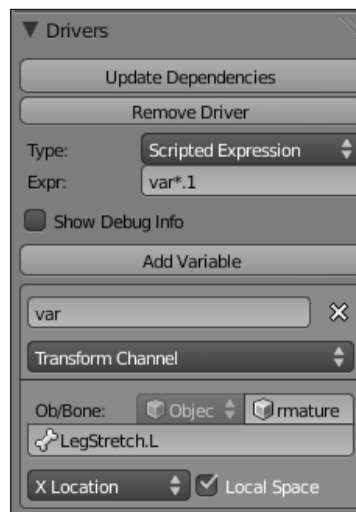 Drivers
Update Dependencies
Remove Driver
Type: Scripted Expression
Expr: var*.1
Show Debug Info
Add Variable
var
Transform Channel
Ob/Bone: Objec rmature
LegStretch.L
X Location Local Space